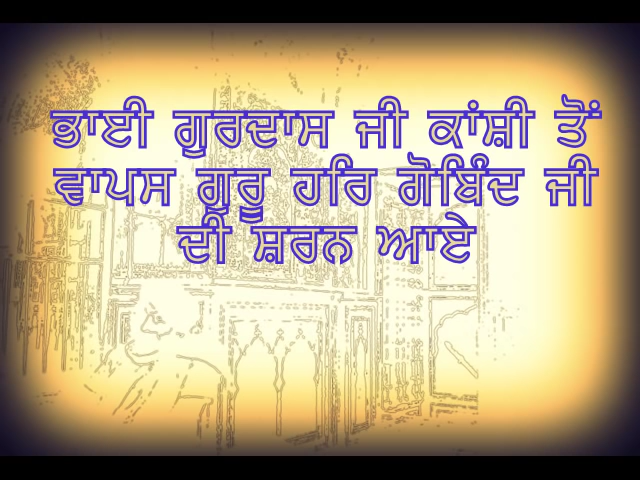 ਭਾਈ ਗੁਰਦਾਸ ਜੀ ਕਾਂਸ਼ੀ ਤੋਂ
ਵਾਪਸ ਗੁਰੂ ਹਰਿ ਗੋਬਿੰਦ ਜੀ
ਦੀ ਸ਼ਰਨ ਆਏ